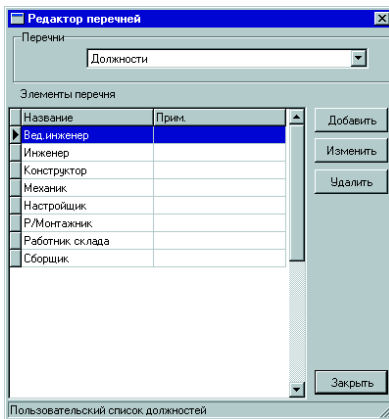 Редактор перечней
Перечни
Должности
Элементы перечня
Название Прим.
Вед.инженер
Инженер
Конструктор
Механик
Настройщик
Р/Монтажник
Работник склада
Сборщик
Добавить
Изменить
Удалить
Закрыть
Пользовательский список должностей